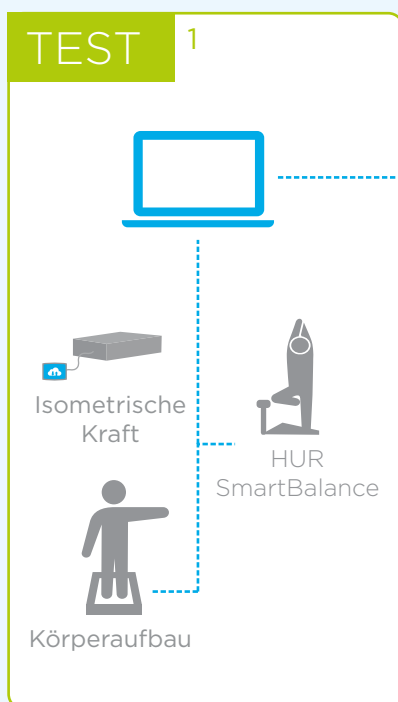 TEST
1
Isometrische
Kraft
HUR
SmartBalance
Körperaufbau